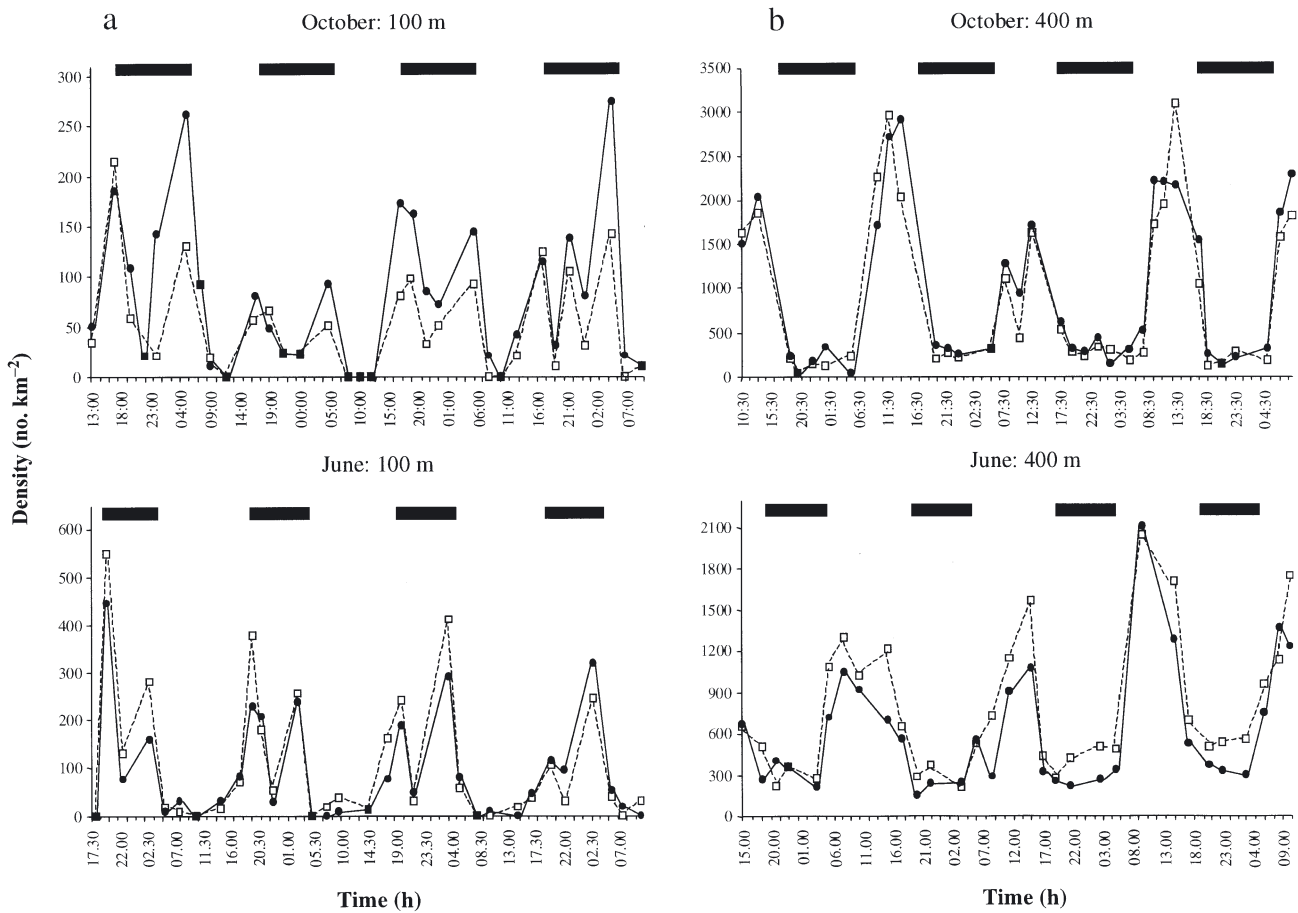 a
October: 100 m
300
250
200
150
100
50
0
13:00 18:00 23:00 04:00 09:00 14:00 19:00 00:00 05:00 10:00 15:00 20:00 01:00 06:00 11:00 16:00 21:00 02:00 07:00
b
October: 400 m
3500
3000
2500
2000
1500
1000
500
0
10:30 15:30 20:30 01:30 06:30 11:30 16:30 21:30 02:30 07:30 12:30 17:30 22:30 03:30 08:30 13:30 18:30 23:30 04:30
Density (no. km⁻²)
June: 100 m
600
500
400
300
200
100
0
17.30 22.00 02.30 07.00 11.30 16.00 20.30 01.00 05.30 10.00 14.30 19.00 04.00 08.30 13.00 17.30 22.00 02.30 07.00
Time (h)
June: 400 m
2100
1800
1500
1200
900
600
300
0
15.00 20.00 01.00 06.00 11.00 16.00 21.00 02.00 07.00 12.00 17.00 22.00 03.00 08.00 13.00 18.00 04.00 09.00
Time (h)